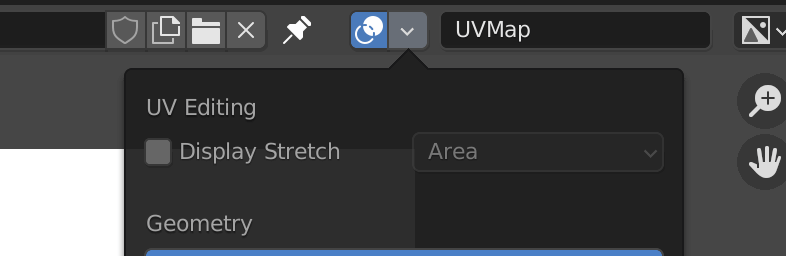 UVMap
UV Editing
Display Stretch Area
Geometry